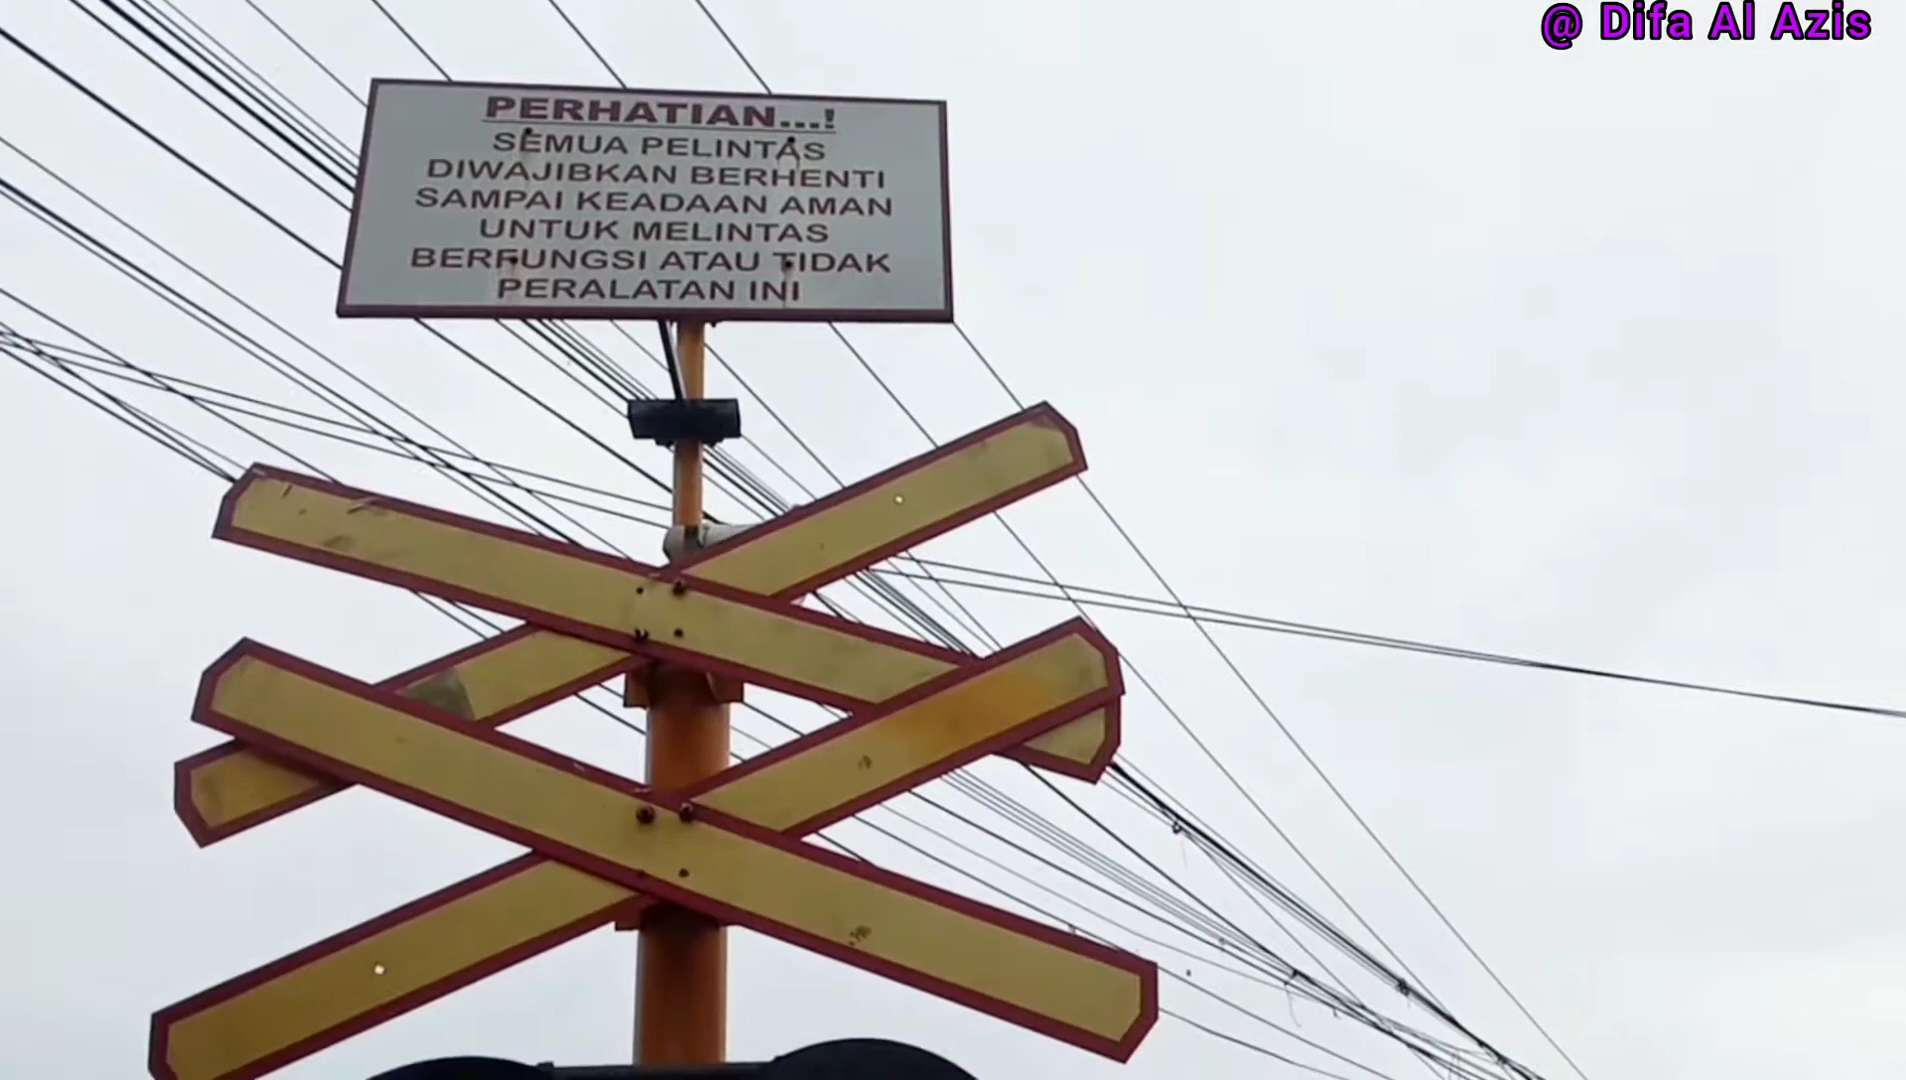 @ Difa Al Azis
PERHATIAN...!
SEMUA PELINTAS
DIWAJIBKAN BERHENTI
SAMPAI KEADAAN AMAN
UNTUK MELINTAS
BERFUNGSI ATAU TIDAK
PERALATAN INI